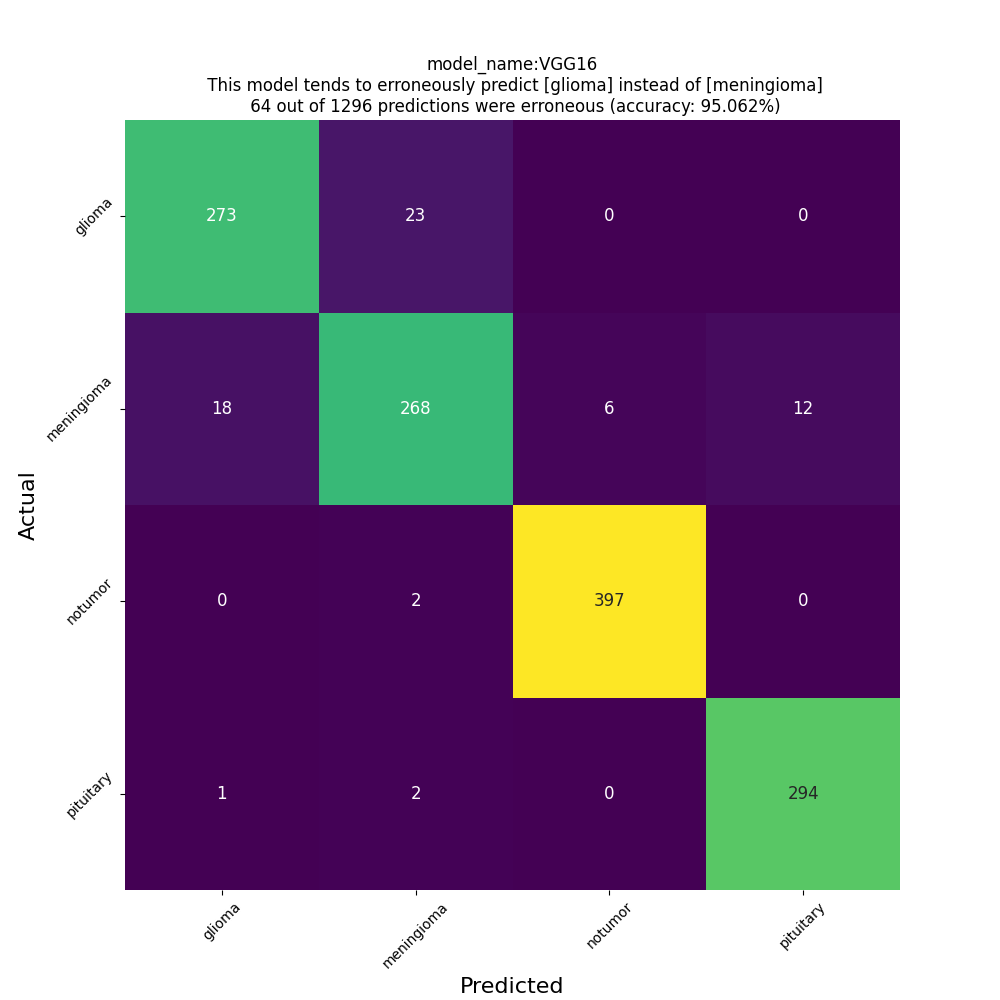 model_name:VGG16
This model tends to erroneously predict [glioma] instead of [meningioma]
64 out of 1296 predictions were erroneous (accuracy: 95.062%)
glioma
273 23 0 0
meningioma
18 268 6 12
Actual
notumor
0 2 397 0
pituitary
1 2 0 294
glioma meningioma notumor pituitary
Predicted